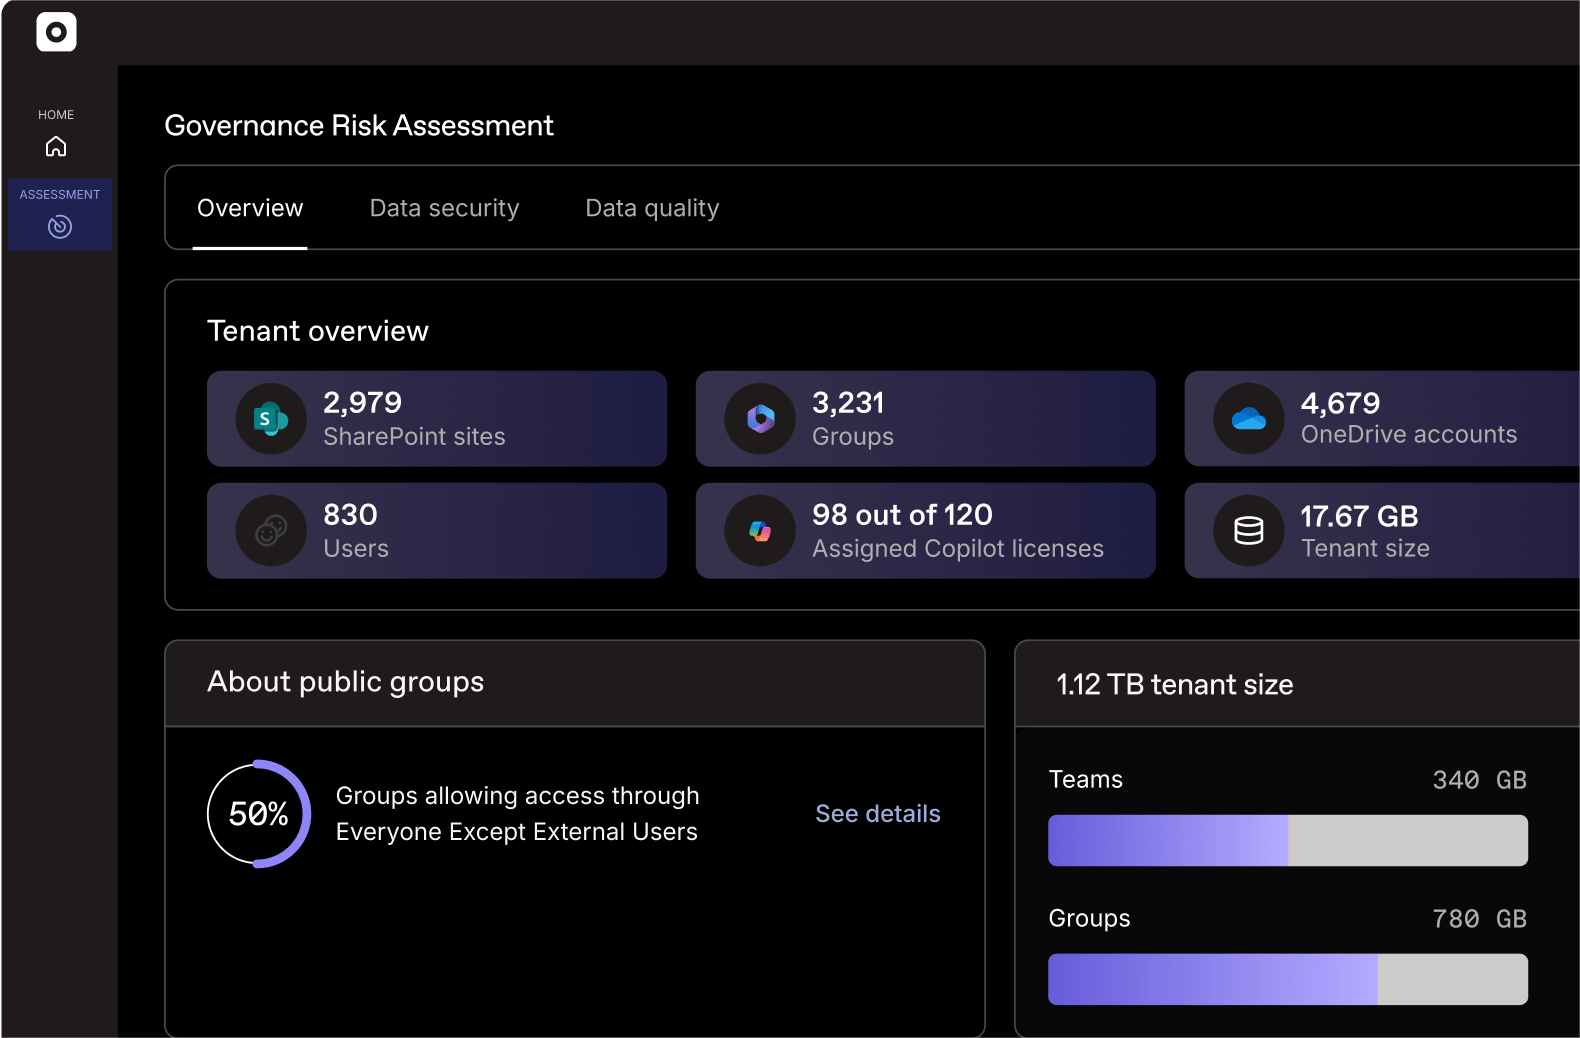 HOME
ASSESSMENT
Governance Risk Assessment
Overview
Data security
Data quality
Tenant overview
S
2,979
SharePoint sites
3,231
Groups
4,679
OneDrive accounts
830
Users
98 out of 120
Assigned Copilot licenses
17.67 GB
Tenant size
About public groups
50%
Groups allowing access through
Everyone Except External Users
See details
1.12 TB tenant size
Teams
340 GB
Groups
780 GB